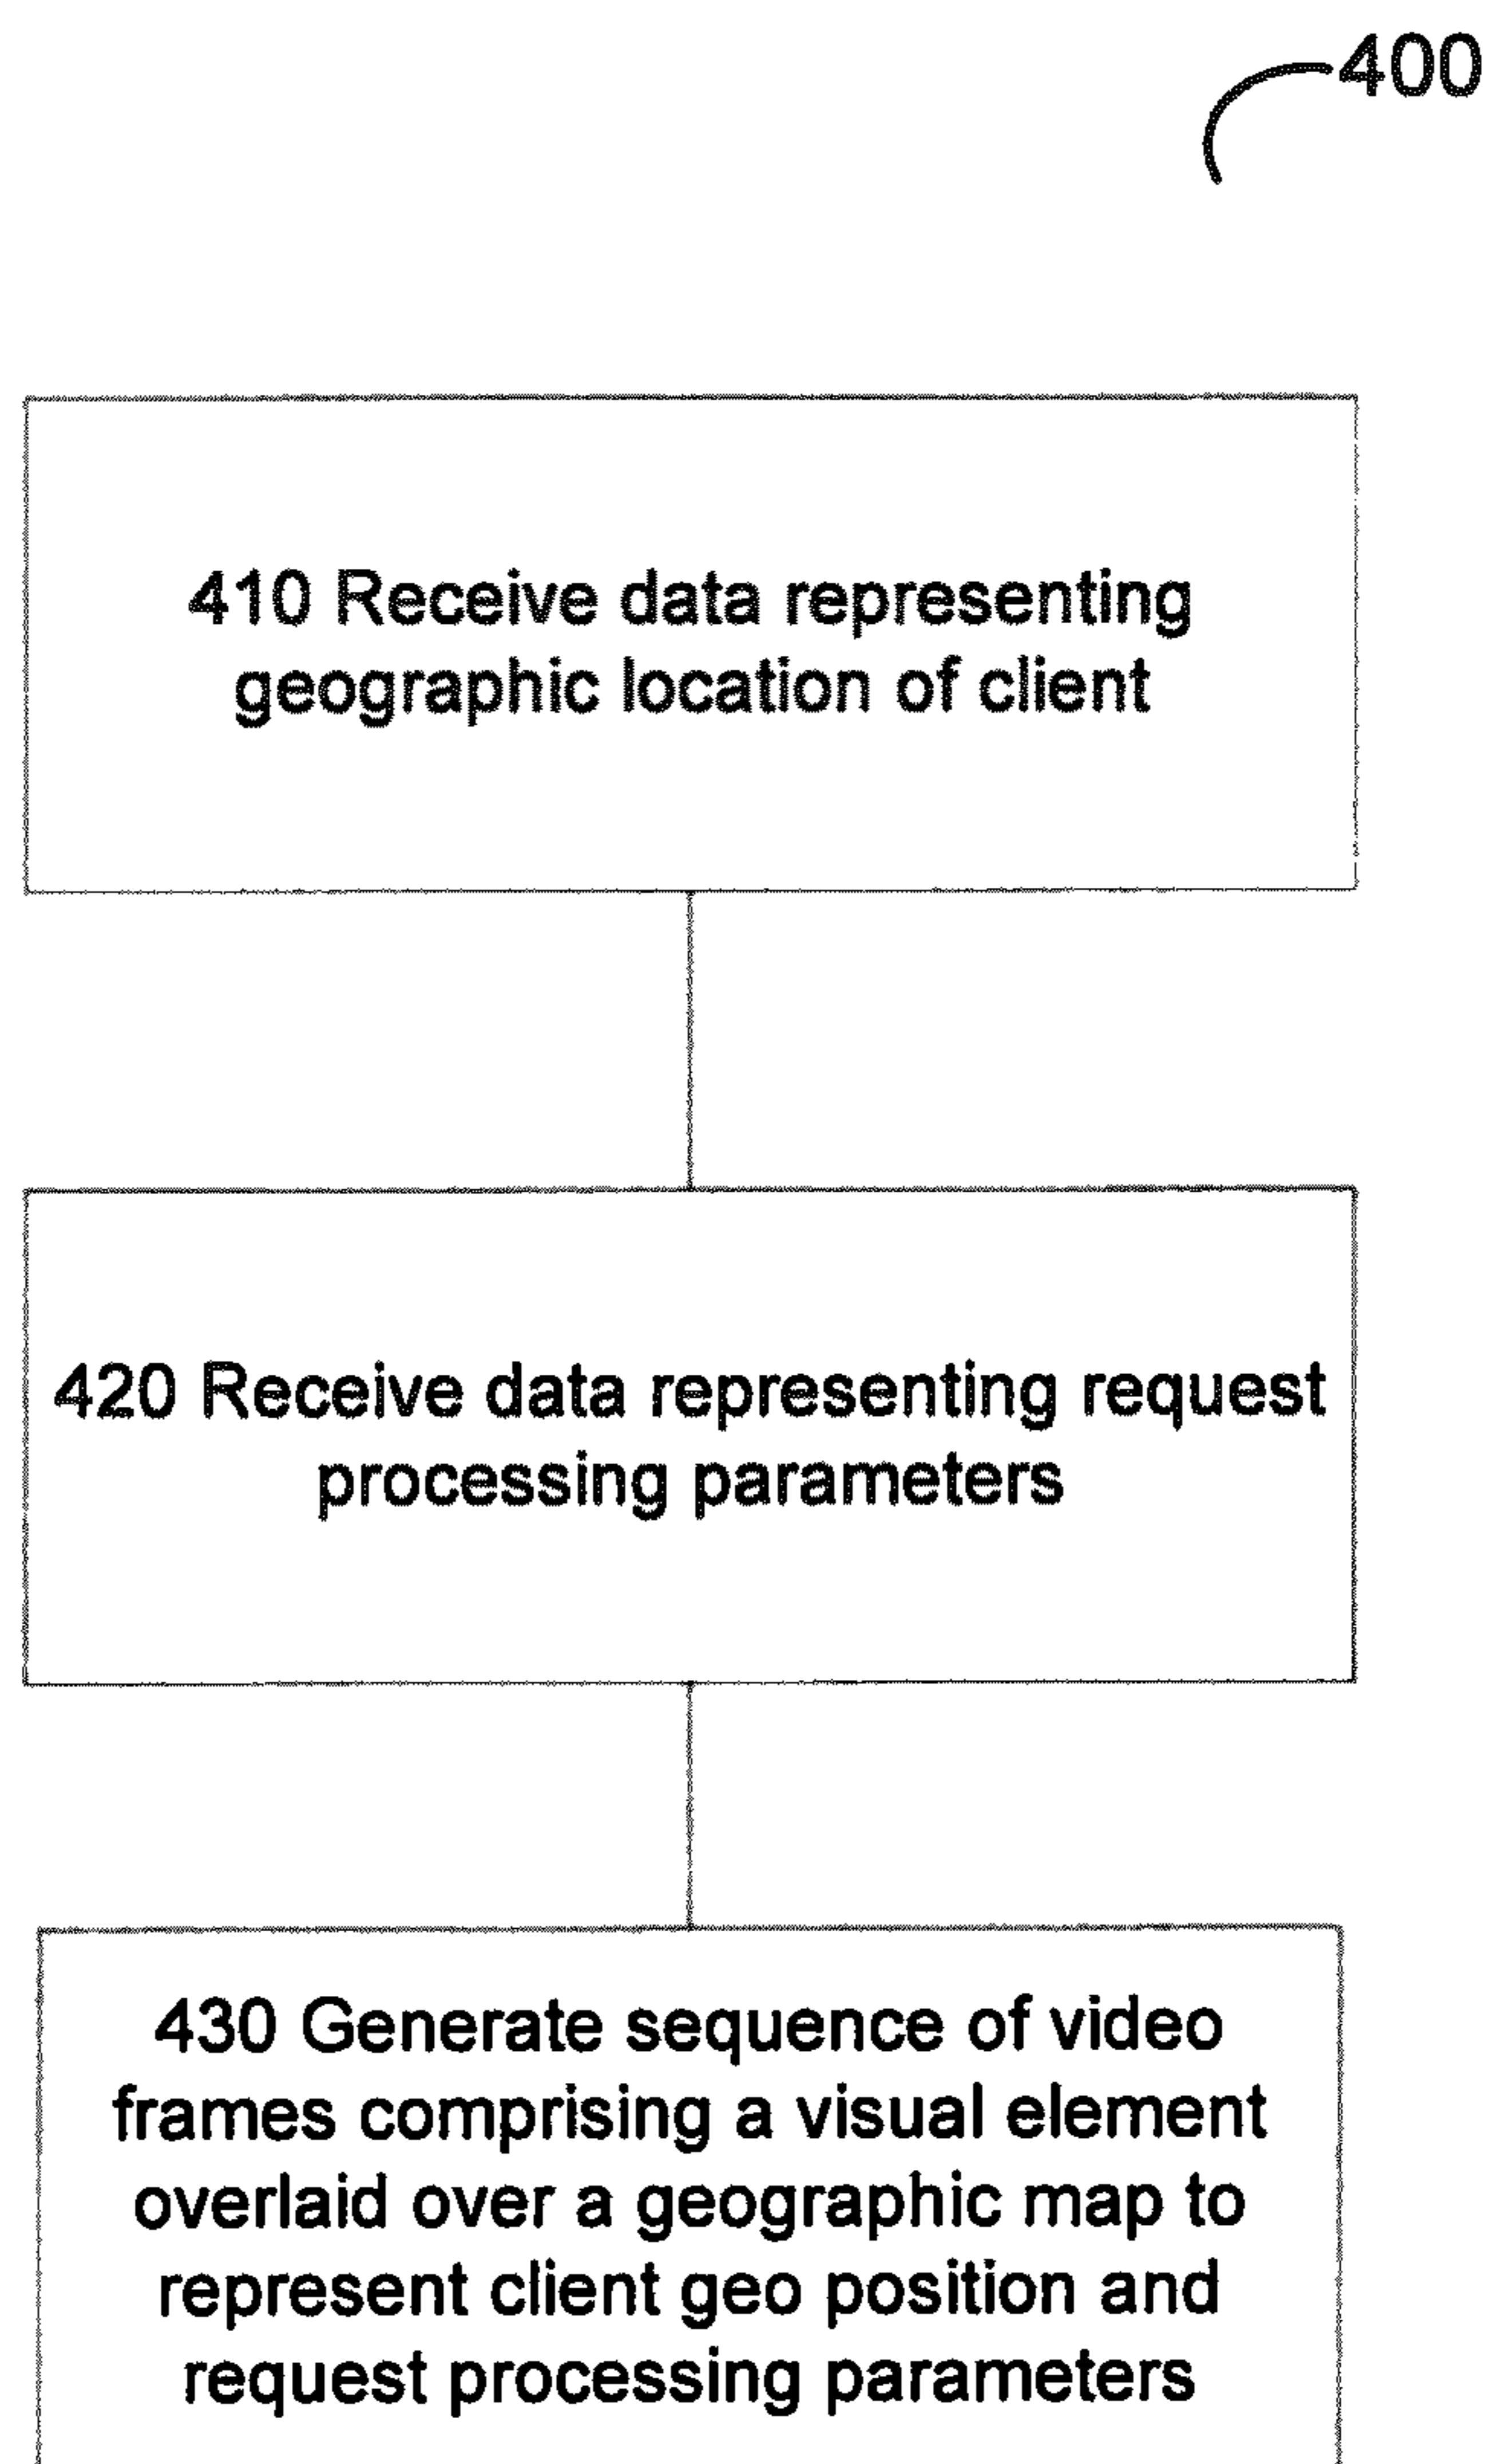 400
410 Receive data representing
geographic location of client
420 Receive data representing request
processing parameters
430 Generate sequence of video
frames comprising a visual element
overlaid over a geographic map to
represent client geo position and
request processing parameters